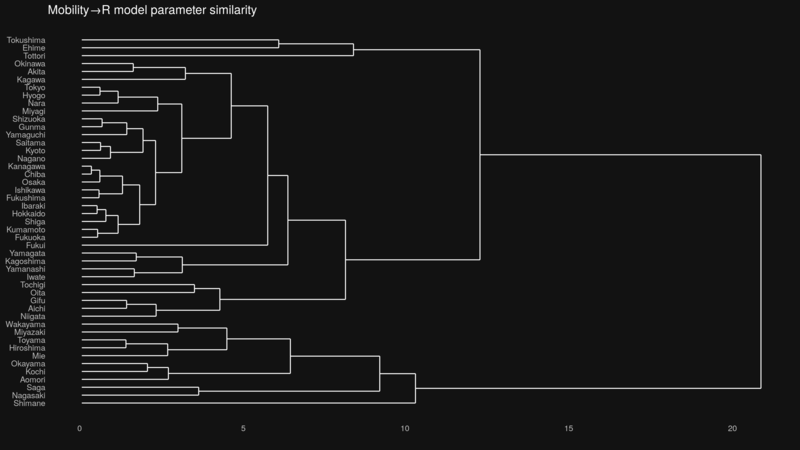 Mobility→R model parameter similarity
Tokushima
Ehime
Tottori
Okinawa
Akita
Kagawa
Tokyo
Hyogo
Nara
Miyagi
Shizuoka
Gunma
Yamaguchi
Saitama
Kyoto
Nagano
Kanagawa
Chiba
Osaka
Ishikawa
Fukushima
Ibaraki
Hokkaido
Shiga
Kumamoto
Fukuoka
Fukui
Yamagata
Kagoshima
Yamanashi
Iwate
Tochigi
Oita
Gifu
Aichi
Niigata
Wakayama
Miyazaki
Toyama
Hiroshima
Mie
Okayama
Kochi
Aomori
Saga
Nagasaki
Shimane
0 5 10 15 20